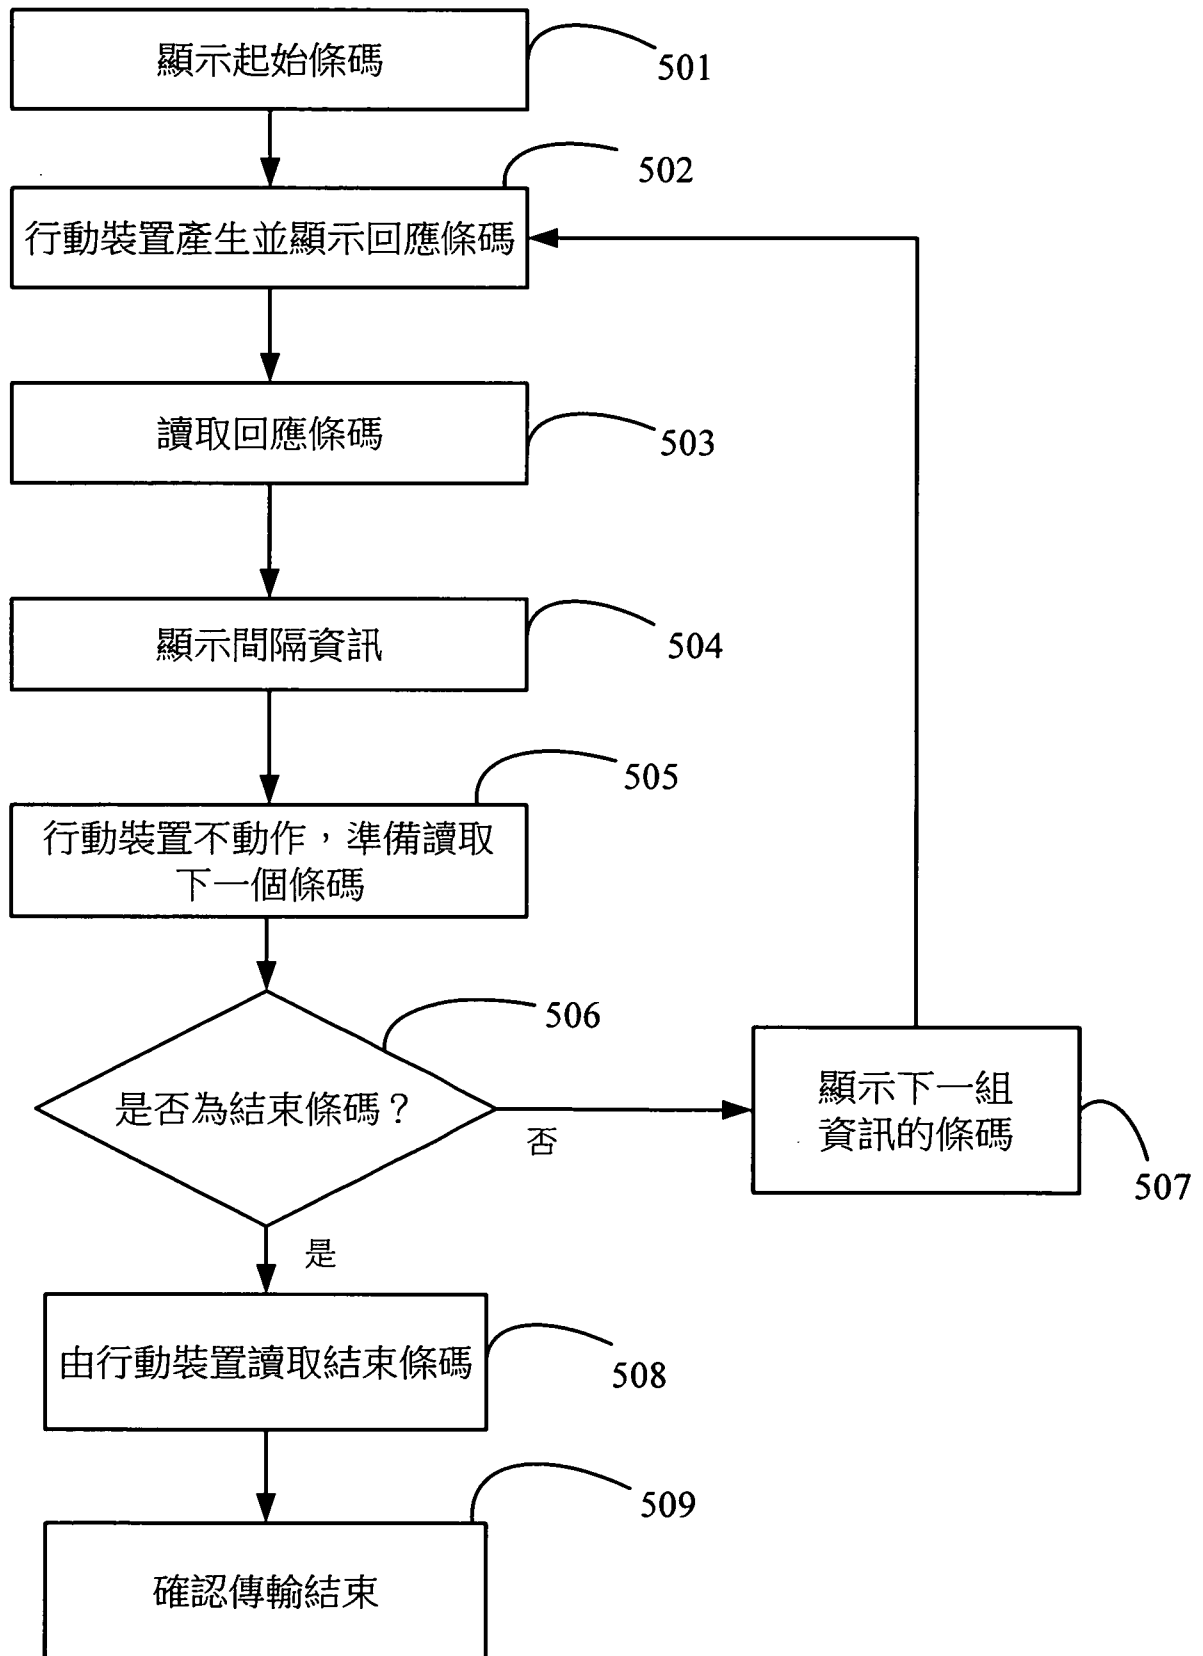 顯示起始條碼
501
502
行動裝置產生並顯示回應條碼
讀取回應條碼
503
顯示間隔資訊
504
505
行動裝置不動作，準備讀取
下一個條碼
506
是否為結束條碼？
否
顯示下一組
資訊的條碼
507
是
由行動裝置讀取結束條碼
508
509
確認傳輸結束